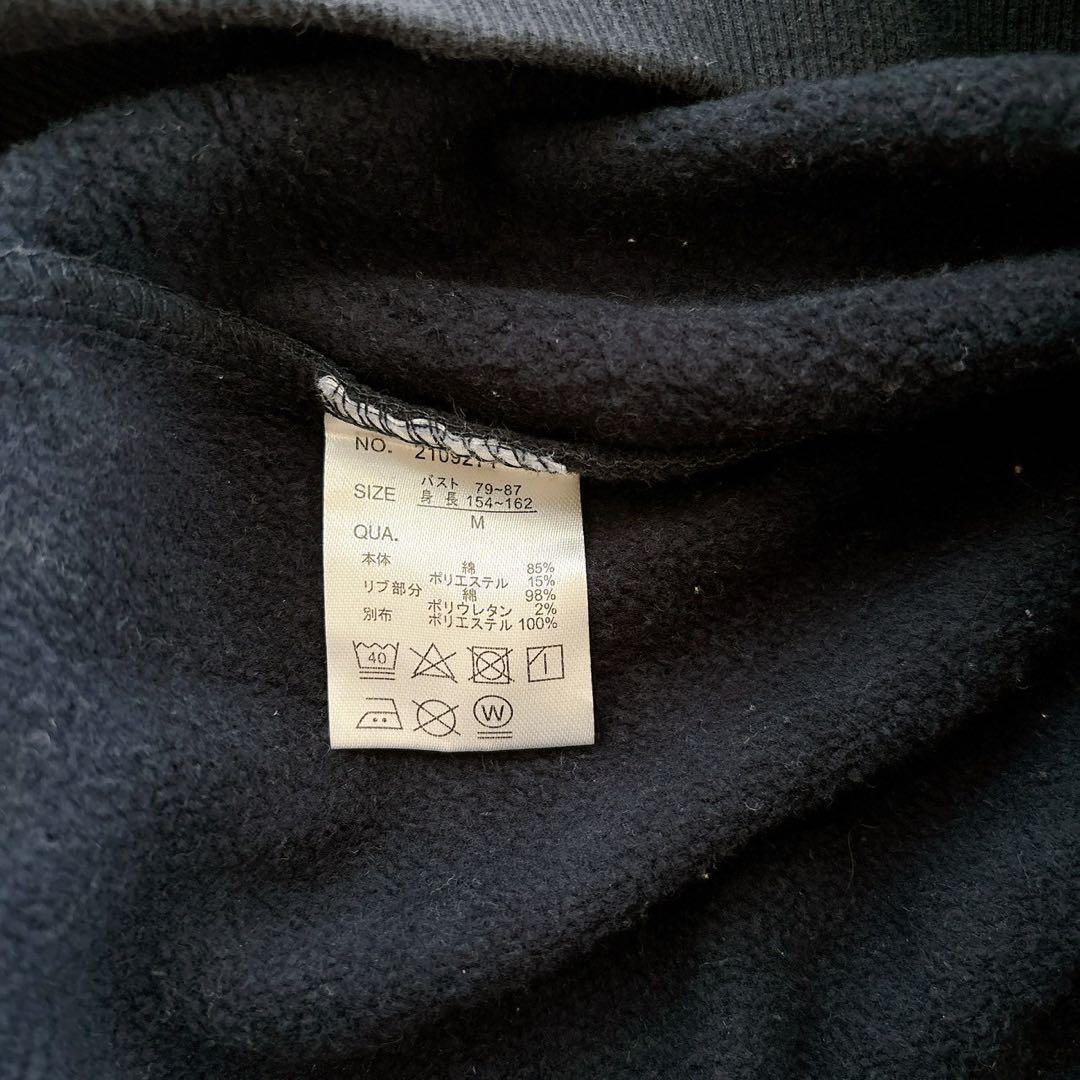 NO.
SIZE バスト 79~87
身長 154~162
M
QUA.
本体 綿 85%
ポリエステル 15%
リブ部分 綿 98%
ポリウレタン 2%
別布 ポリエステル 100%
40
W